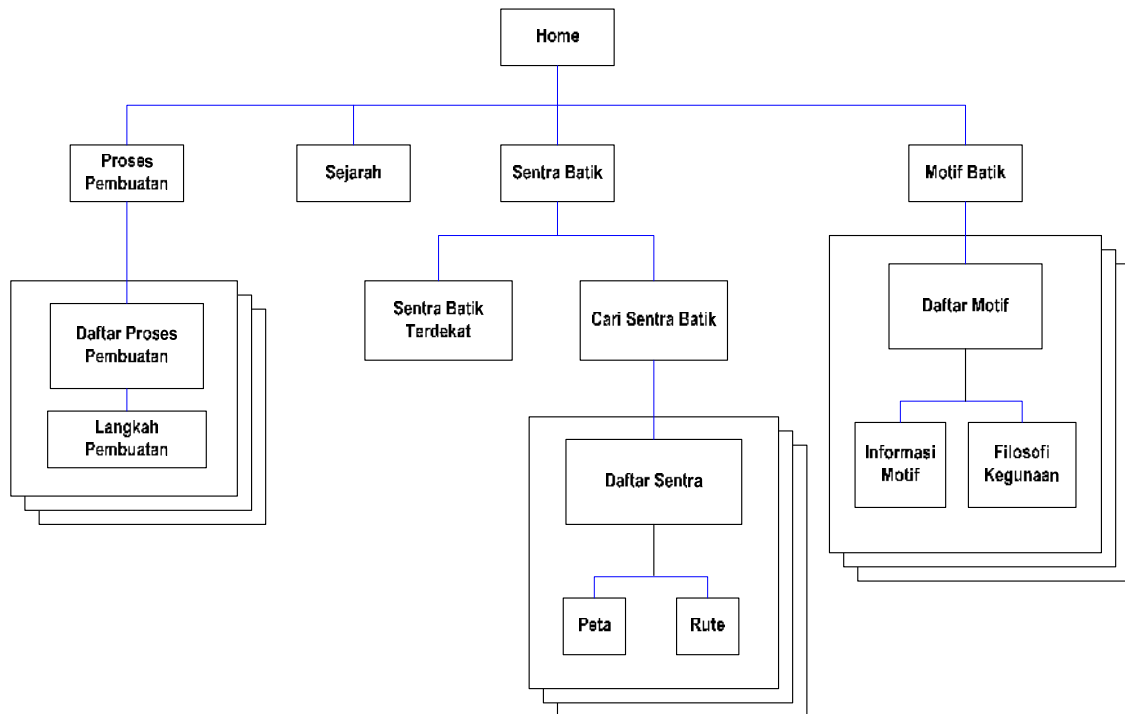 Home
Proses
Pembuatan
Sejarah
Sentra Batik
Motif Batik
Sentra Batik
Terdekat
Cari Sentra Batik
Daftar Motif
Daftar Proses
Pembuatan
Langkah
Pembuatan
Informasi
Motif
Filosofi
Kegunaan
Daftar Sentra
Peta
Rute